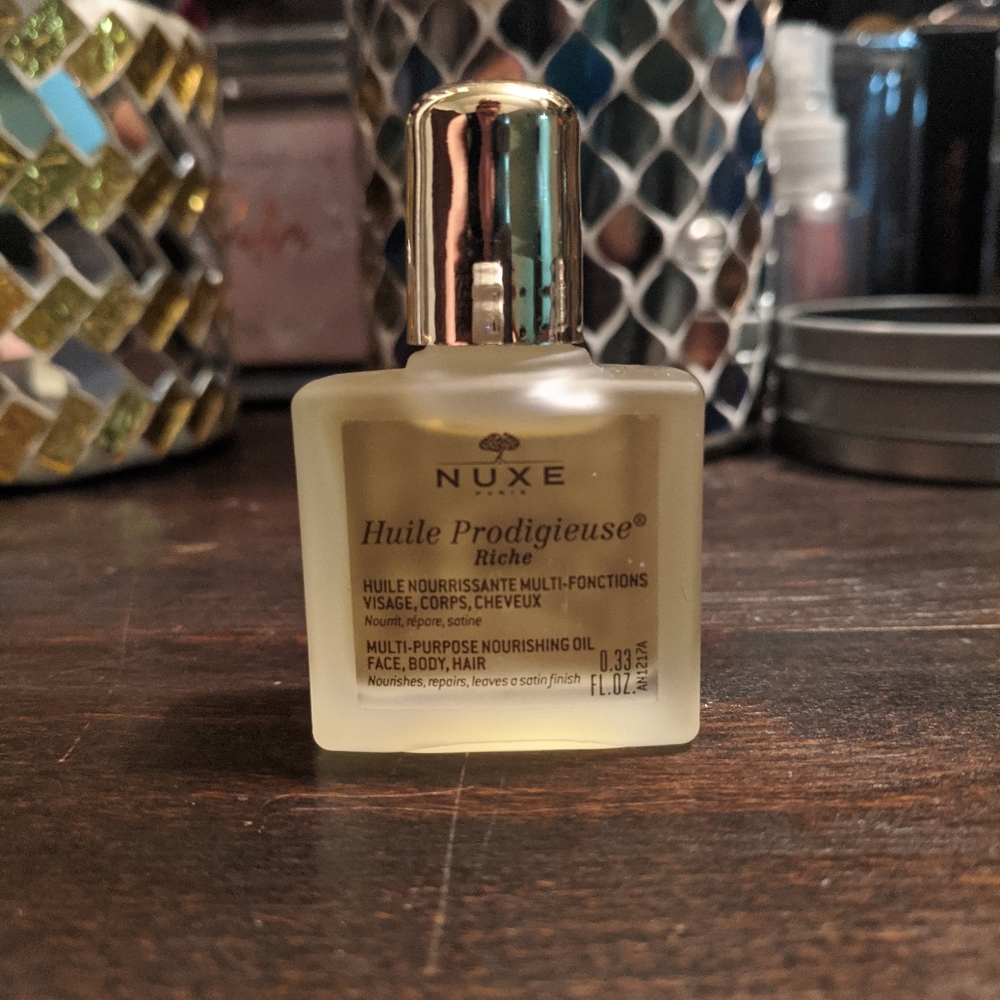 NUXE
PARIS
Huile Prodigieuse®
Riche
HUILE NOURRISSANTE MULTI-FONCTIONS
VISAGE, CORPS, CHEVEUX
Nourrit, répare, satine
MULTI-PURPOSE NOURISHING OIL
FACE, BODY, HAIR
Nourishes, repairs, leaves a satin finish
0.33
FL.OZ.
AN1217A